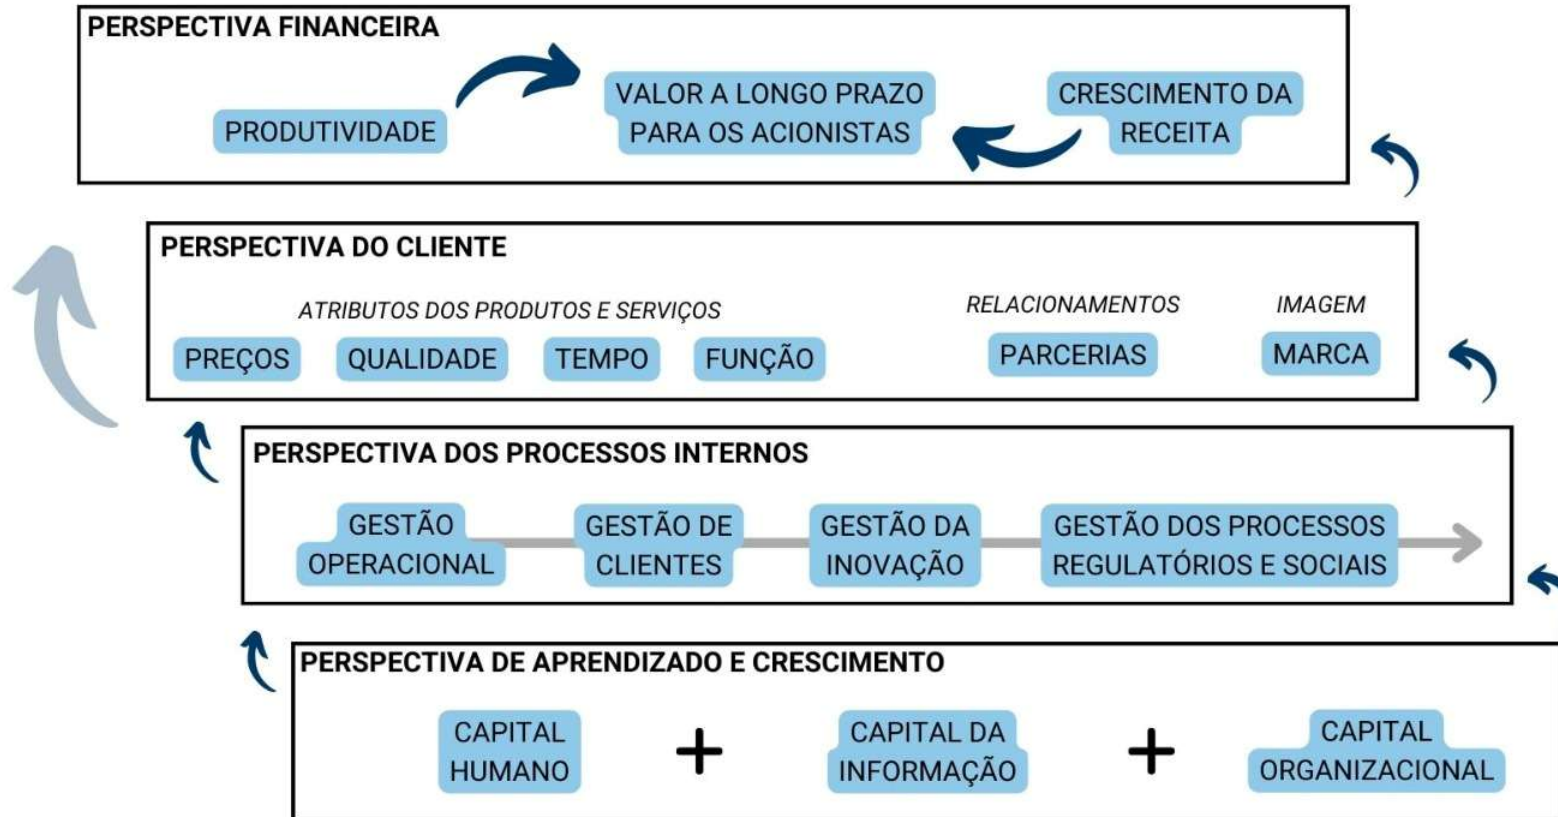 PERSPECTIVA FINANCEIRA
PRODUTIVIDADE
VALOR A LONGO PRAZO
PARA OS ACIONISTAS
CRESCIMENTO DA
RECEITA
PERSPECTIVA DO CLIENTE
ATRIBUTOS DOS PRODUTOS E SERVIÇOS
RELACIONAMENTOS
IMAGEM
PREÇOS
QUALIDADE
TEMPO
FUNÇÃO
PARCERIAS
MARCA
PERSPECTIVA DOS PROCESSOS INTERNOS
GESTÃO
OPERACIONAL
GESTÃO DE
CLIENTES
GESTÃO DA
INOVAÇÃO
GESTÃO DOS PROCESSOS
REGULATÓRIOS E SOCIAIS
PERSPECTIVA DE APRENDIZADO E CRESCIMENTO
CAPITAL
HUMANO
+
CAPITAL DA
INFORMAÇÃO
+
CAPITAL
ORGANIZACIONAL